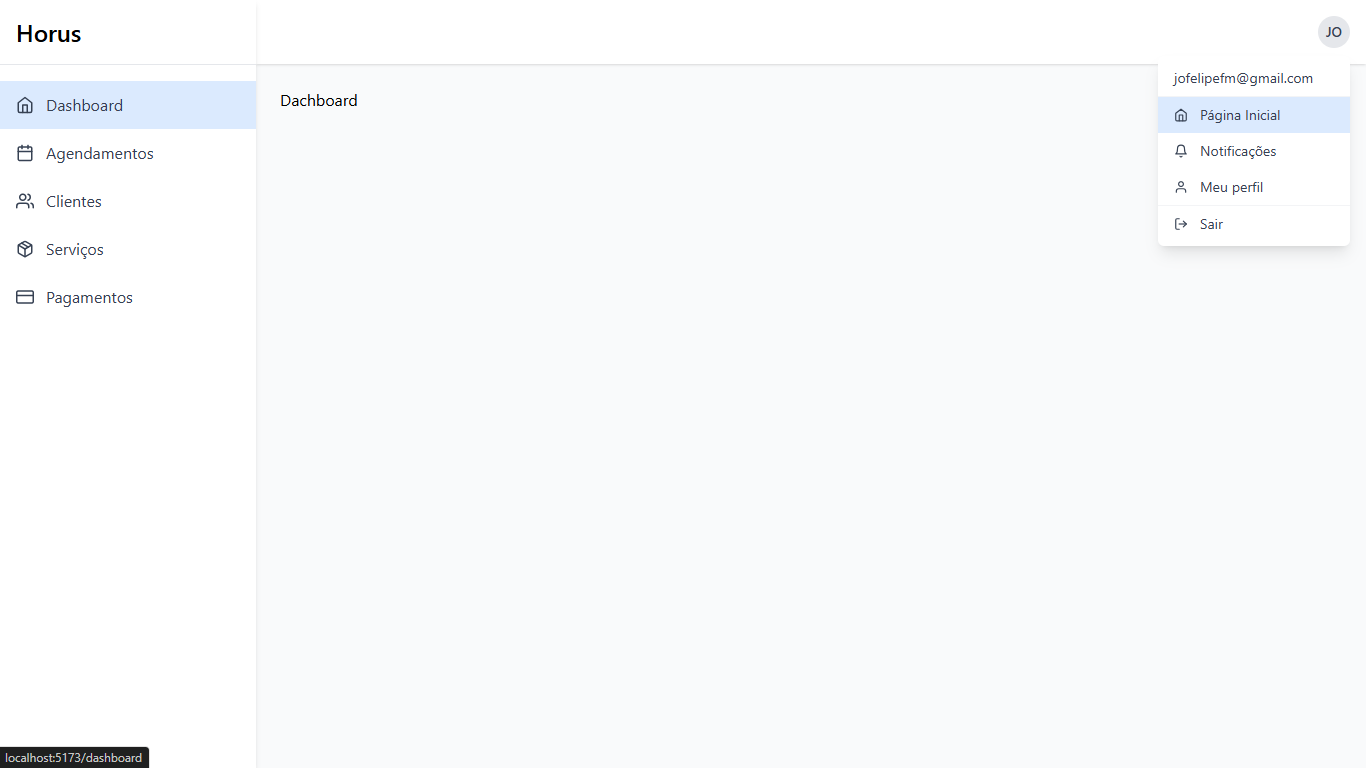 Horus
JO
jofelipefm@gmail.com
Página Inicial
Notificações
Meu perfil
Sair
Dashboard
Agendamentos
Clientes
Serviços
Pagamentos
Dachboard
localhost:5173/dashboard